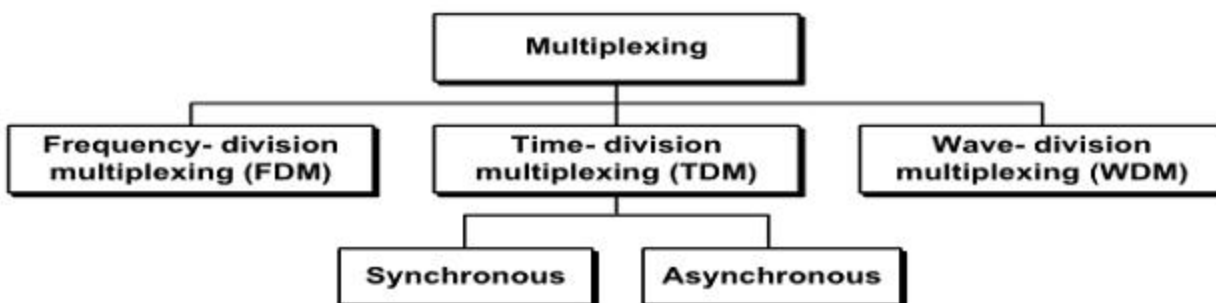 Multiplexing
Frequency- division
multiplexing (FDM)
Time- division
multiplexing (TDM)
Wave- division
multiplexing (WDM)
Synchronous
Asynchronous